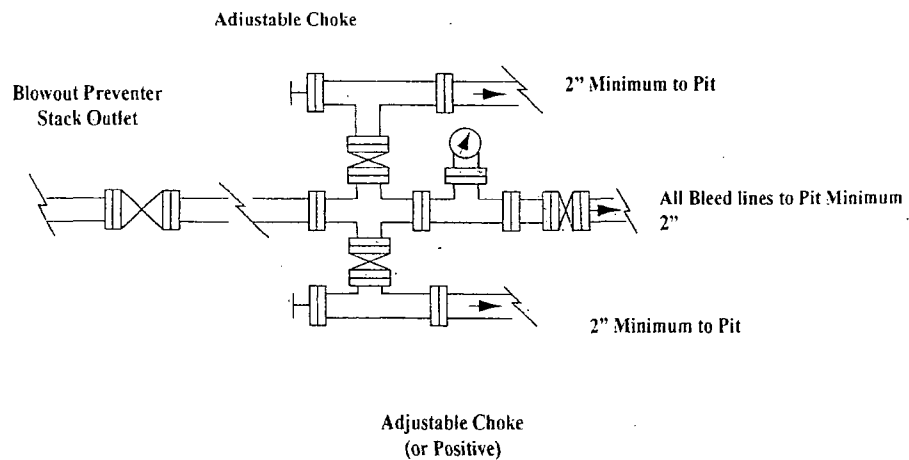 Adjustable Choke
2” Minimum to Pit
Blowout Preventer
Stack Outlet
All Bleed lines to Pit Minimum
2”
2” Minimum to Pit
Adjustable Choke
(or Positive)